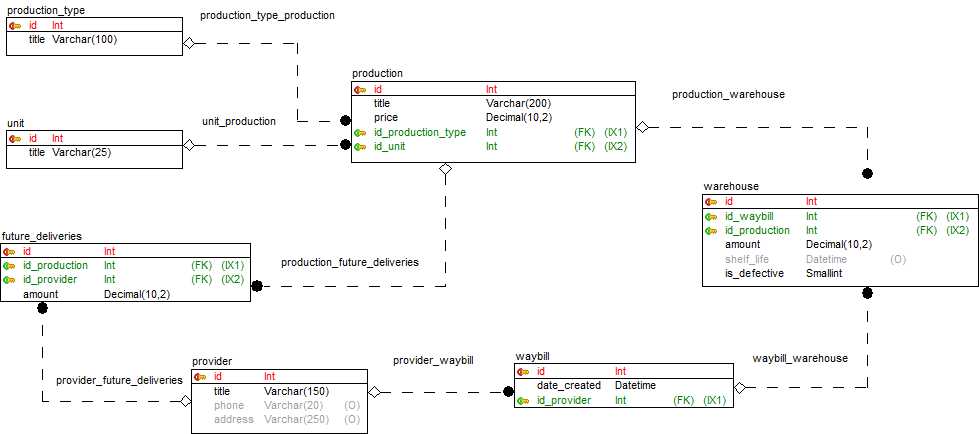 production_type
id Int
title Varchar(100)
production_type_production
unit
id Int
title Varchar(25)
unit_production
production
id Int
title Varchar(200)
price Decimal(10,2)
id_production_type Int (FK) (IX1)
id_unit Int (FK) (IX2)
production_warehouse
warehouse
id Int
id_waybill Int (FK) (IX1)
id_production Int (FK) (IX2)
amount Decimal(10,2)
shelf_life Datetime (O)
is_defective Smallint
future_deliveries
id Int
id_production Int (FK) (IX1)
id_provider Int (FK) (IX2)
amount Decimal(10,2)
production_future_deliveries
provider_future_deliveries
provider
id Int
title Varchar(150)
phone Varchar(20) (O)
address Varchar(250) (O)
provider_waybill
waybill
id Int
date_created Datetime
id_provider Int (FK) (IX1)
waybill_warehouse